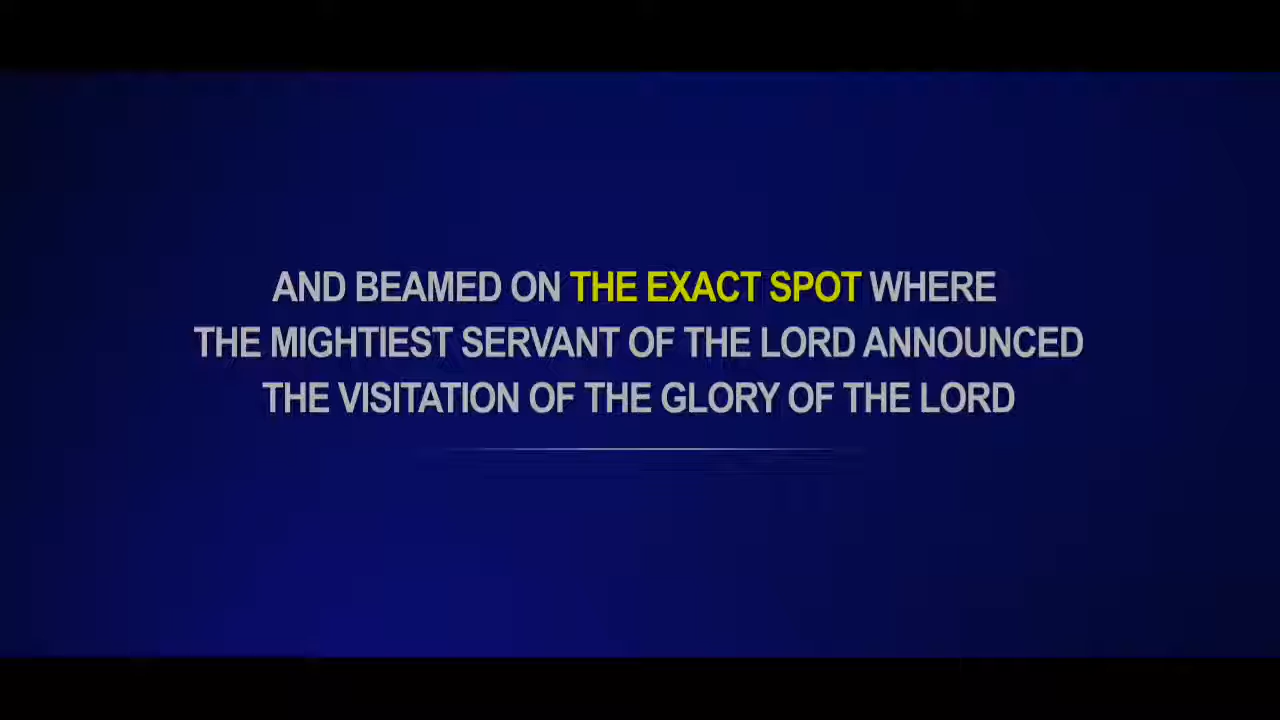 AND BEAMED ON THE EXACT SPOT WHERE
THE MIGHTIEST SERVANT OF THE LORD ANNOUNCED
THE VISITATION OF THE GLORY OF THE LORD